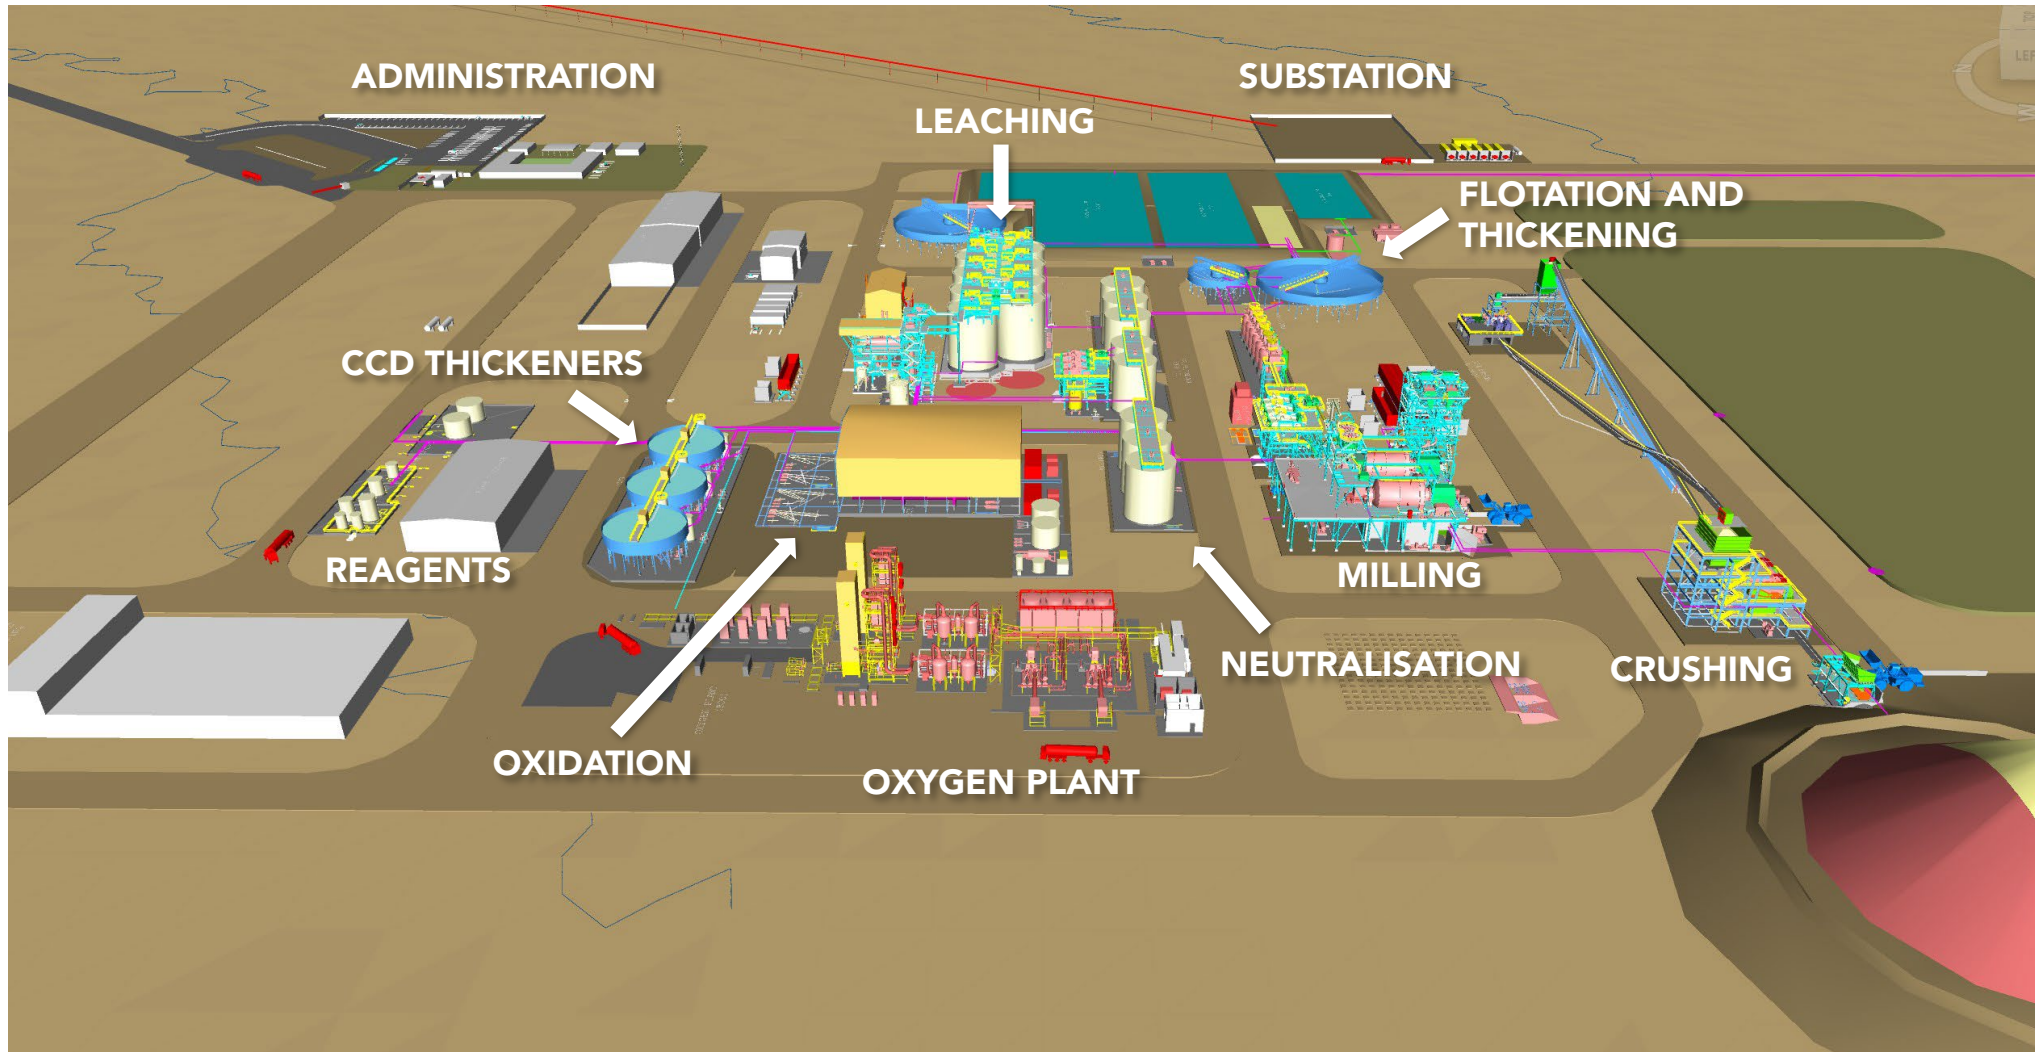 ADMINISTRATION
SUBSTATION
LEACHING
FLOTATION AND
THICKENING
CCD THICKENERS
REAGENTS
MILLING
NEUTRALISATION
CRUSHING
OXIDATION
OXYGEN PLANT